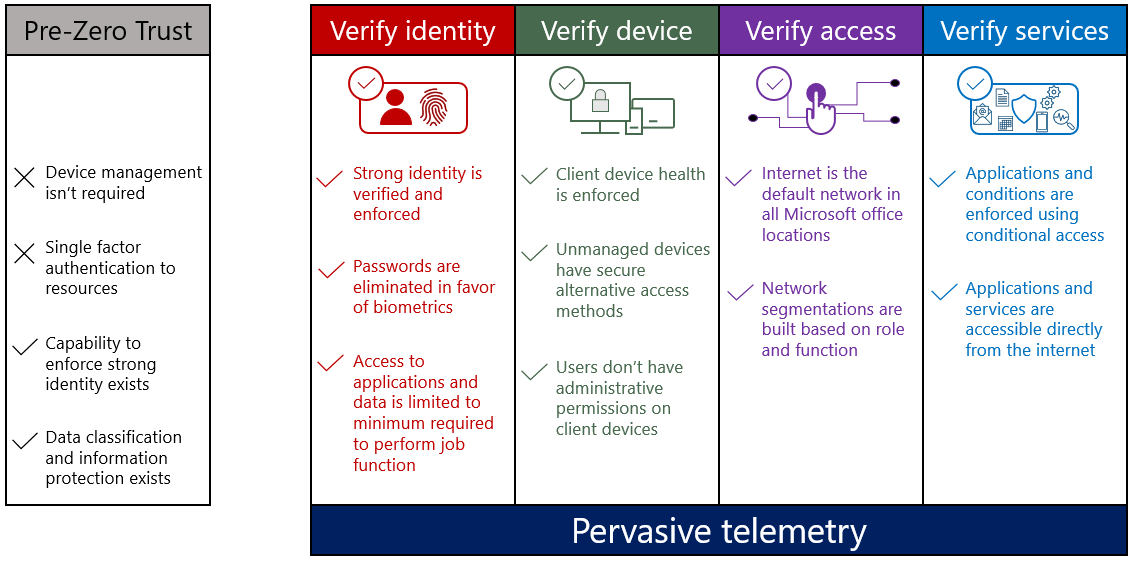 Pre-Zero Trust
Device management
isn't required
Single factor
authentication to
resources
Capability to
enforce strong
identity exists
Data classification
and information
protection exists
Verify identity
Strong identity is
verified and
enforced
Passwords are
eliminated in favor
of biometrics
Access to
applications and
data is limited to
minimum required
to perform job
function
Verify device
Client device health
is enforced
Unmanaged devices
have secure
alternative access
methods
Users don't have
administrative
permissions on
client devices
Verify access
Internet is the
default network in
all Microsoft office
locations
Network
segmentations are
built based on role
and function
Verify services
Applications and
conditions are
enforced using
conditional access
Applications and
services are
accessible directly
from the internet
Pervasive telemetry